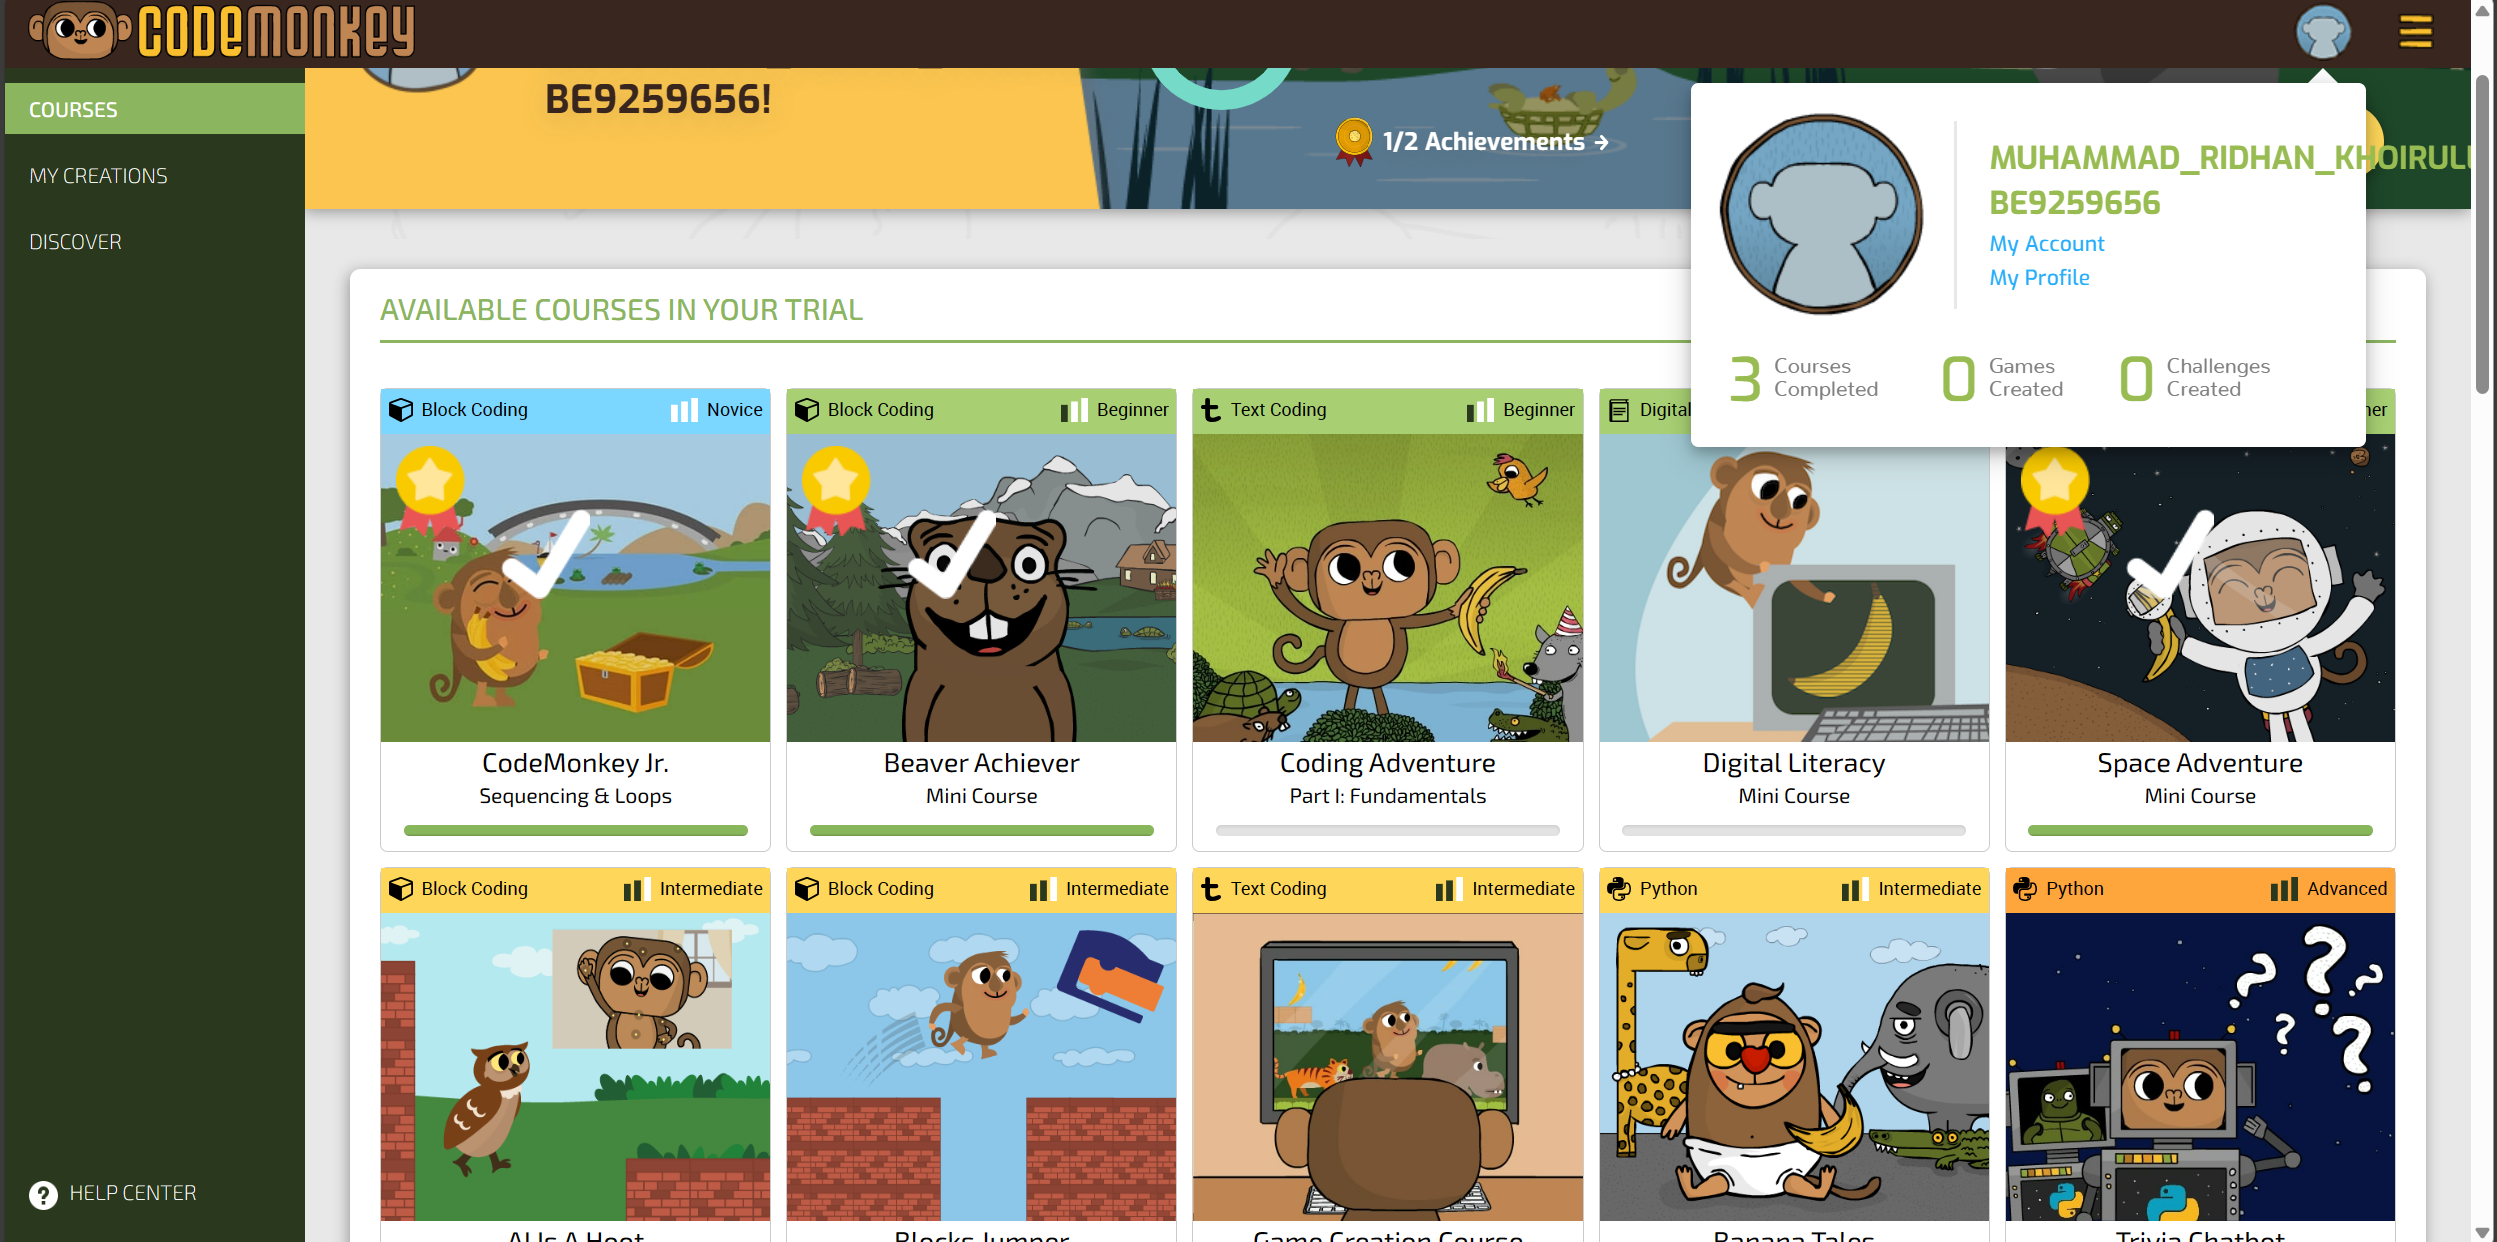 CODEMONKEY
COURSES
MY CREATIONS
DISCOVER
HELP CENTER
BE9259656!
1/2 Achievements →
MUHAMMAD_RIDHAN_KHOIRUL
BE9259656
My Account
My Profile
3 Courses Completed
0 Games Created
0 Challenges Created
AVAILABLE COURSES IN YOUR TRIAL
Block Coding Novice
CodeMonkey Jr.
Sequencing & Loops
Block Coding Beginner
Beaver Achiever
Mini Course
Text Coding Beginner
Coding Adventure
Part I: Fundamentals
Digital
Digital Literacy
Mini Course
ner
Space Adventure
Mini Course
Block Coding Intermediate
AI Is A Hoot
Block Coding Intermediate
Blocks Jumper
Text Coding Intermediate
Game Creation Course
Python Intermediate
Banana Tales
Python Advanced
Trivia Chatbot